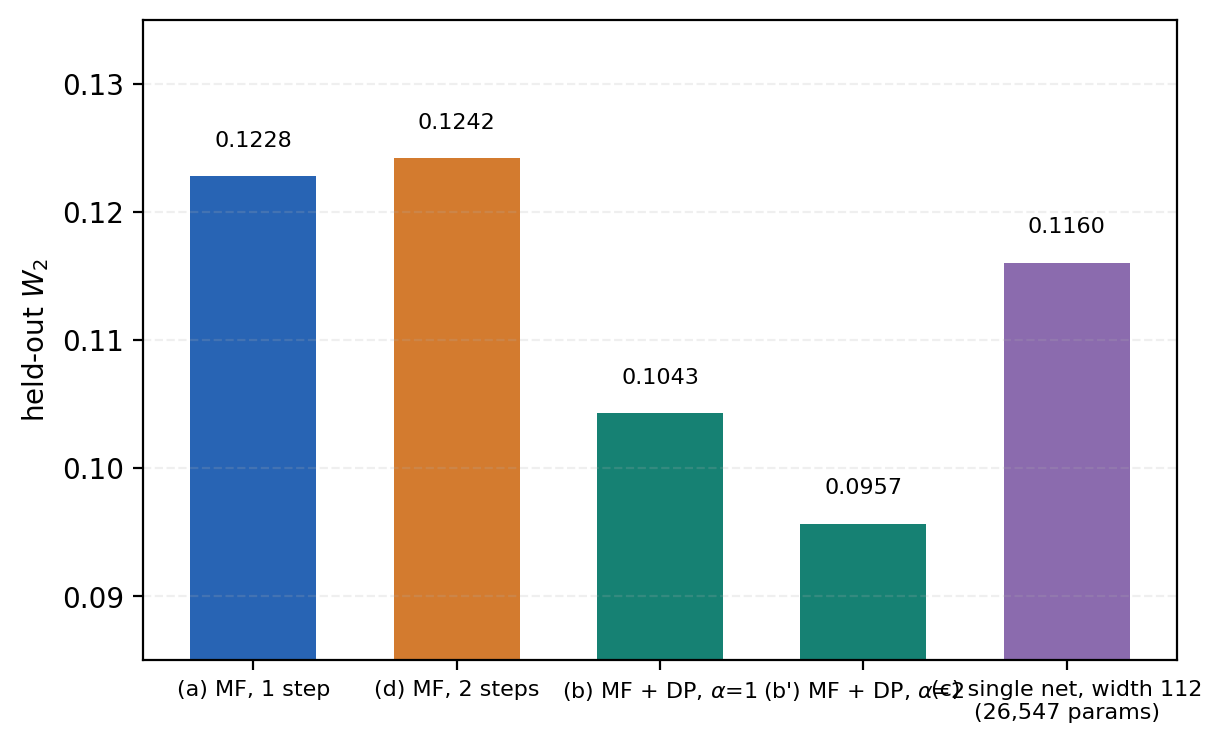 held-out W₂
0.13
0.12
0.11
0.10
0.09
0.1228
0.1242
0.1043
0.0957
0.1160
(a) MF, 1 step
(d) MF, 2 steps
(b) MF + DP, α=1
(b') MF + DP, α=2
(c) single net, width 112
(26,547 params)